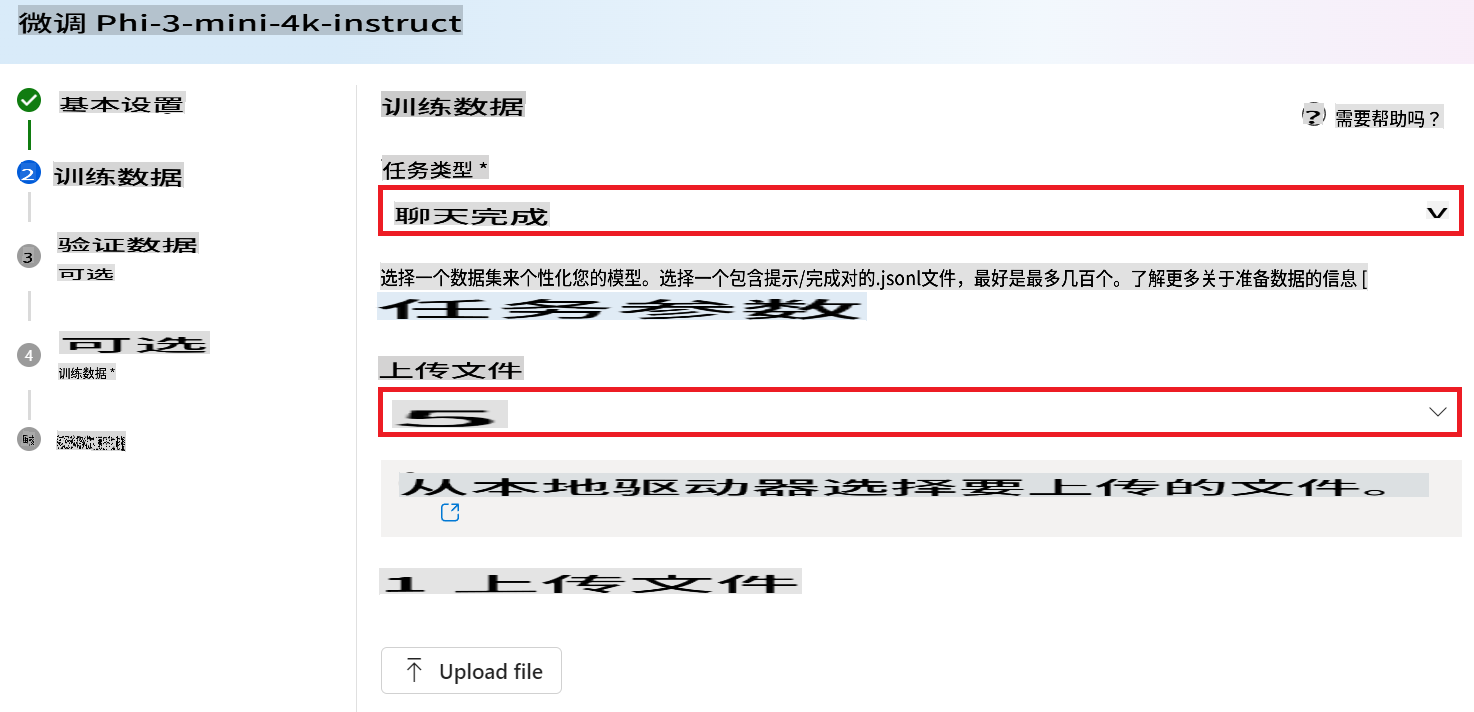 微调 Phi-3-mini-4k-instruct
基本设置
2
训练数据
3
验证数据
可选
4
可选
训练数据 *
训练数据
? 需要帮助吗？
任务类型 *
聊天完成
选择一个数据集来个性化您的模型。选择一个包含提示/完成对的.jsonl文件，最好是最多几百个。了解更多关于准备数据的信息 [
任务参数
上传文件
5
从本地驱动器选择要上传的文件。
1 上传文件
Upload file